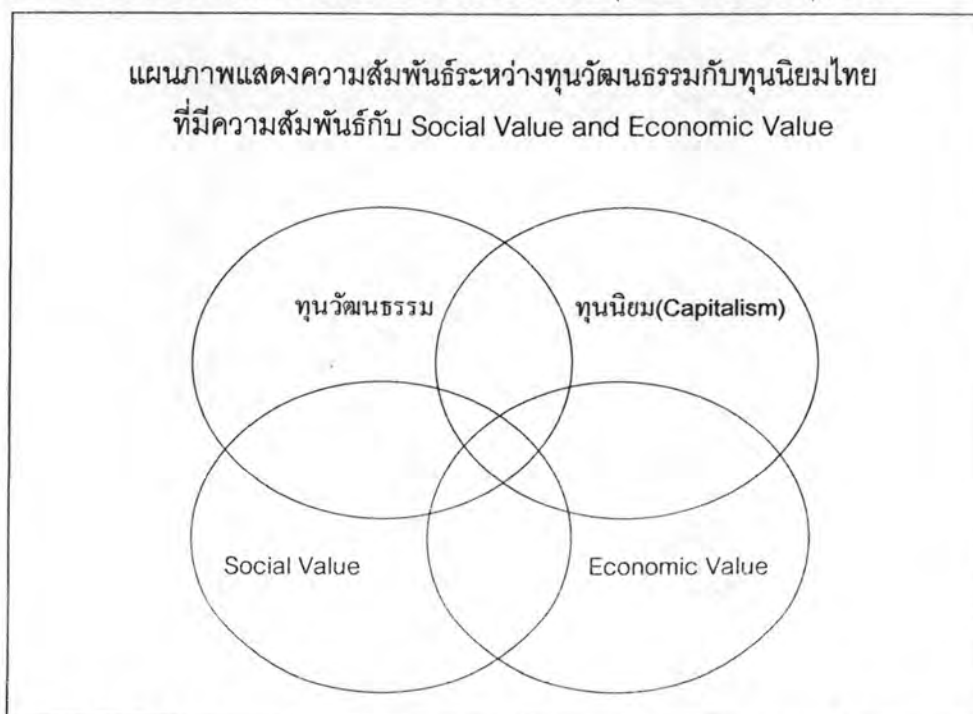 แผนภาพแสดงความสัมพันธ์ระหว่างทุนวัฒนธรรมกับทุนนิยมไทย
ที่มีความสัมพันธ์กับ Social Value and Economic Value
ทุนวัฒนธรรม
ทุนนิยม(Capitalism)
Social Value
Economic Value